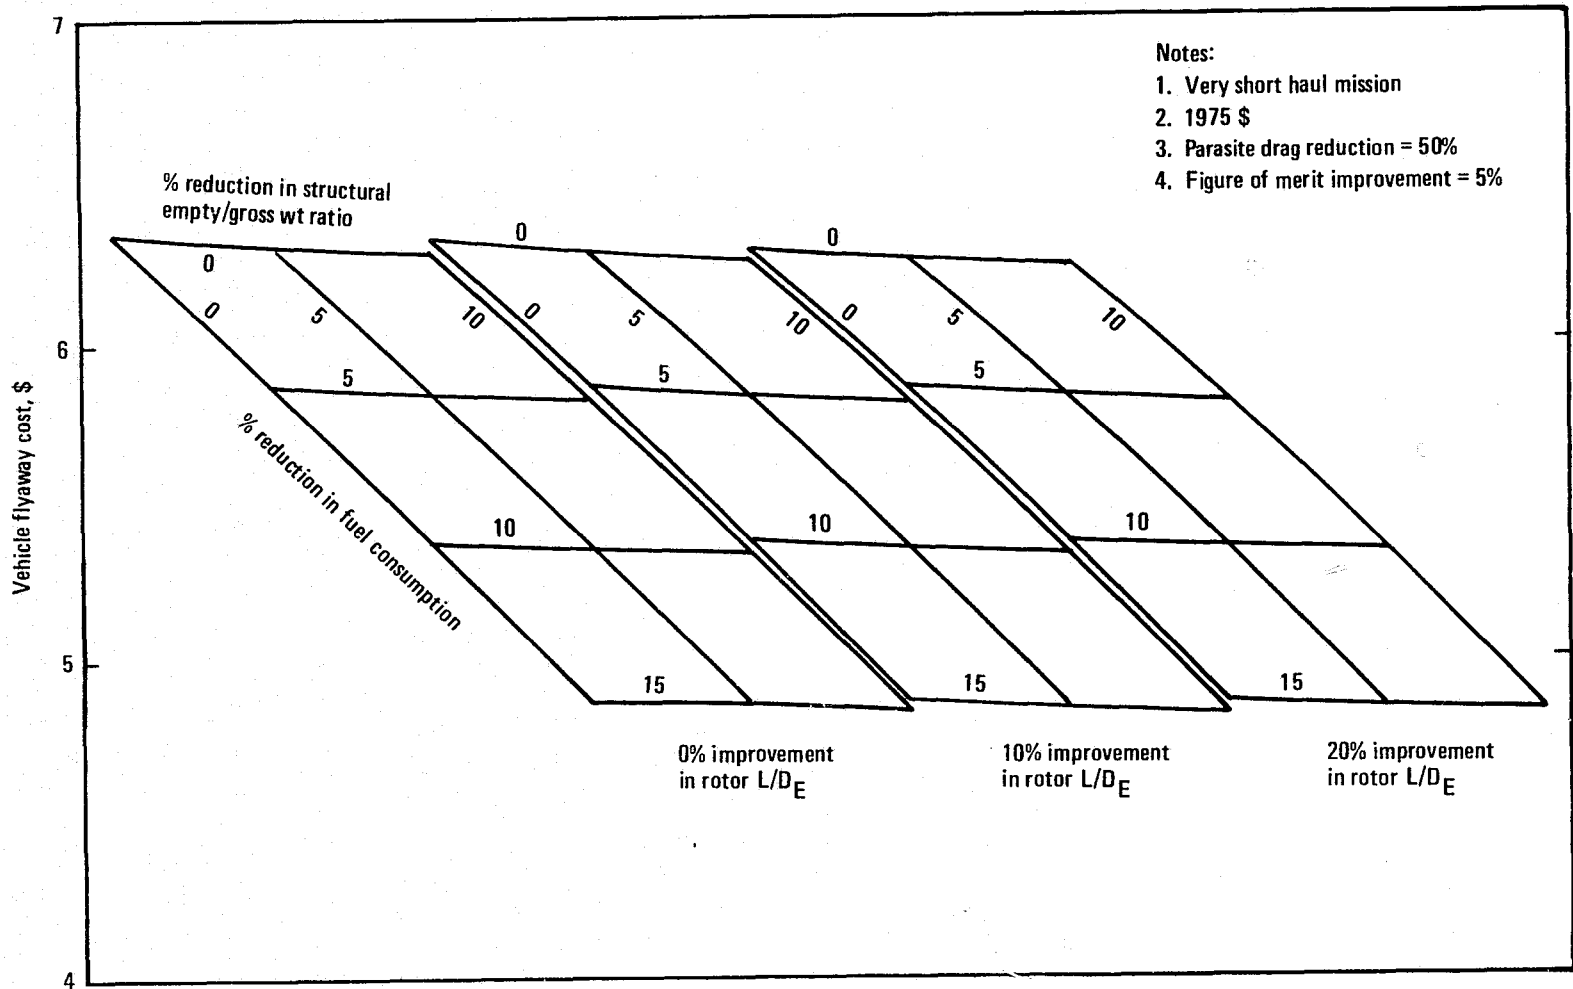 7
Notes:
1. Very short haul mission
2. 1975 $
3. Parasite drag reduction = 50%
4. Figure of merit improvement = 5%
% reduction in structural
empty/gross wt ratio
0
0
0
0
5
10
0
5
10
0
5
10
6
5
5
5
Vehicle flyaway cost, $
% reduction in fuel consumption
10
10
10
5
15
15
15
0% improvement
in rotor L/DE
10% improvement
in rotor L/DE
20% improvement
in rotor L/DE
4